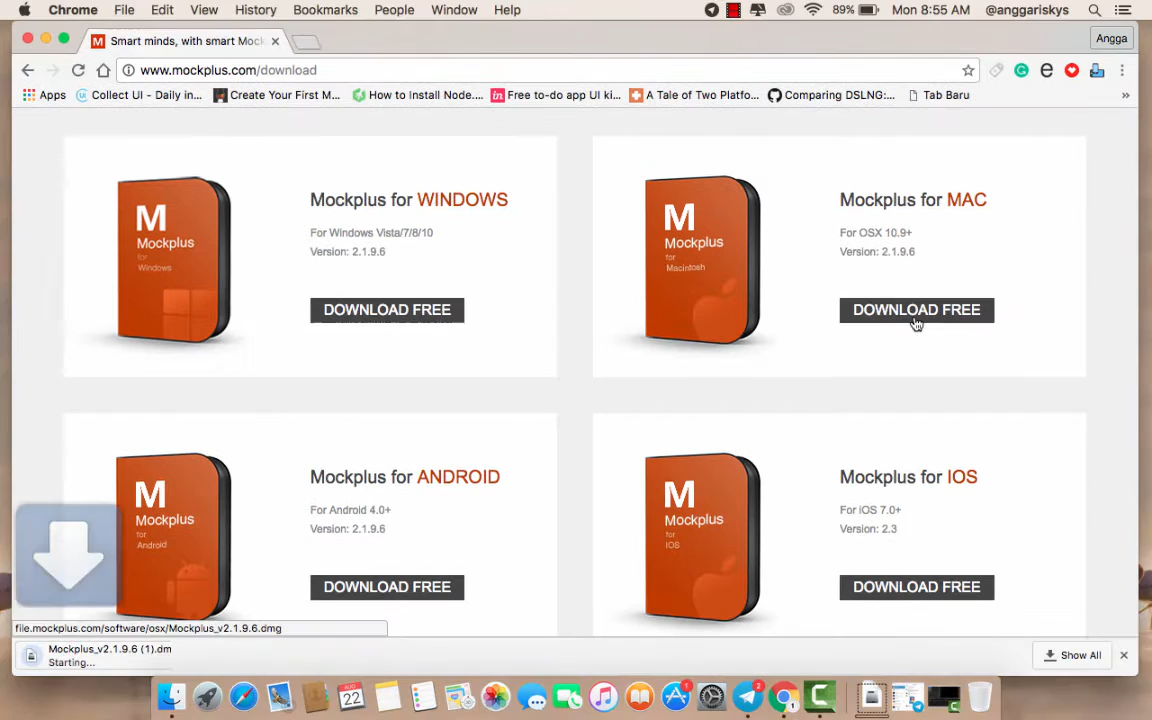 Chrome File Edit View History Bookmarks People Window Help 89% Mon 8:55 AM @anggariskys
Smart minds, with smart Mock
Angga
www.mockplus.com/download
Apps Collect UI - Daily in... Create Your First M... How to Install Node.... Free to-do app UI ki... A Tale of Two Platfo... Comparing DSLNG:... Tab Baru »
M
Mockplus
for
Windows
Mockplus for WINDOWS
For Windows Vista/7/8/10
Version: 2.1.9.6
DOWNLOAD FREE
M
Mockplus
for
Macintosh
Mockplus for MAC
For OSX 10.9+
Version: 2.1.9.6
DOWNLOAD FREE
M
Mockplus
for
Android
Mockplus for ANDROID
For Android 4.0+
Version: 2.1.9.6
DOWNLOAD FREE
M
Mockplus
for
IOS
Mockplus for IOS
For iOS 7.0+
Version: 2.3
DOWNLOAD FREE
file.mockplus.com/software/osx/Mockplus_v2.1.9.6.dmg
Mockplus_v2.1.9.6 (1).dm
Starting...
Show All
AUG
22
1
2
1